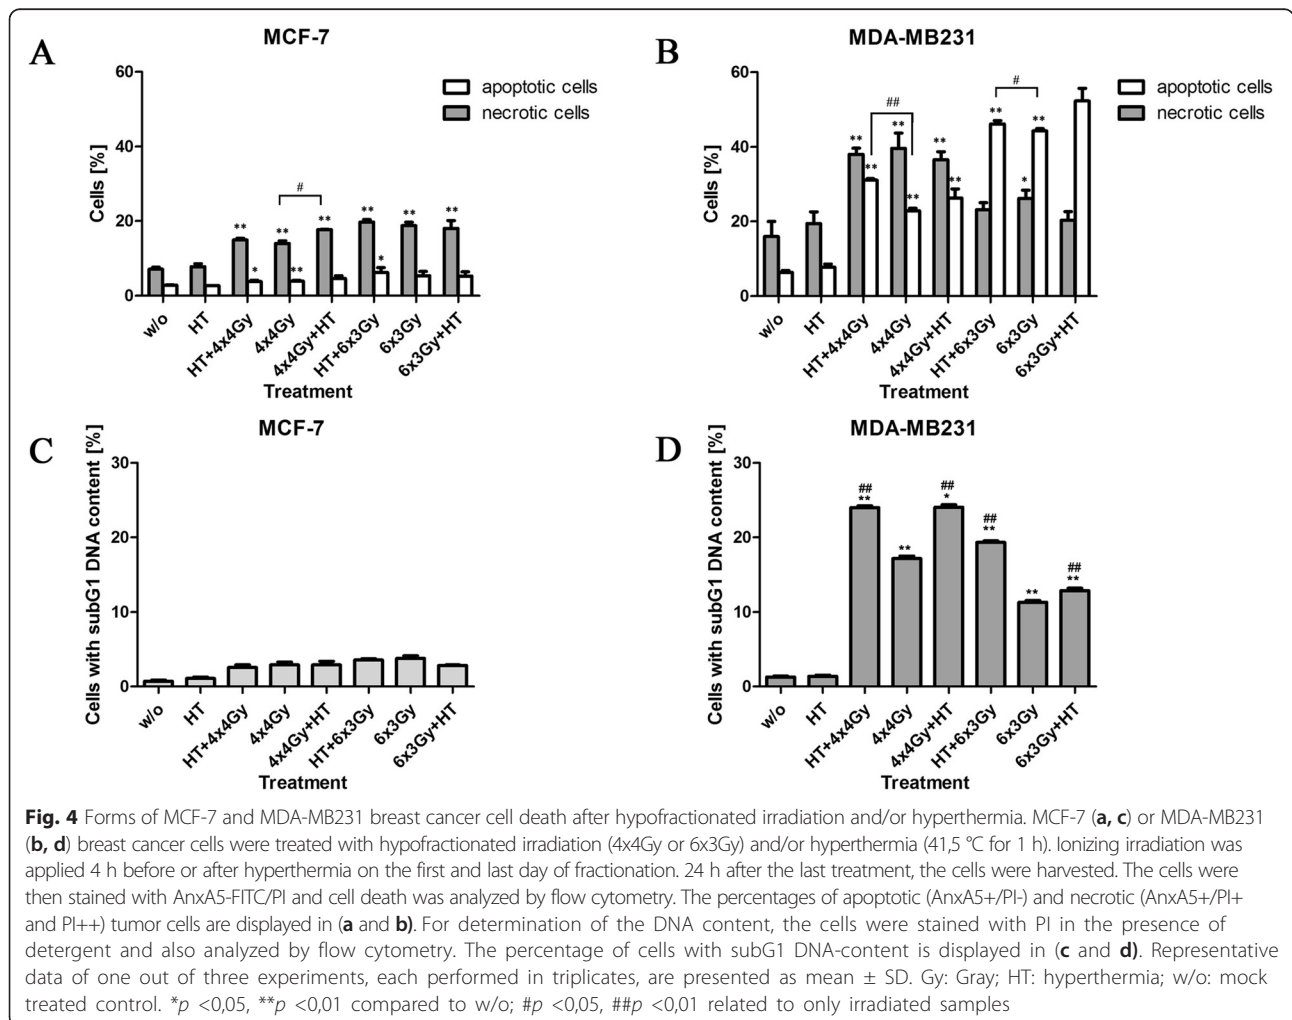 A
MCF-7
60
40
20
0
Cells [%]
apoptotic cells
necrotic cells
#
** ** ** ** ** **
* ** *
w/o HT HT+4x4Gy 4x4Gy 4x4Gy+HT HT+6x3Gy 6x3Gy 6x3Gy+HT
Treatment
B
MDA-MB231
60
40
20
0
Cells [%]
apoptotic cells
necrotic cells
## #
** ** ** ** ** ** ** ** *
w/o HT HT+4x4Gy 4x4Gy 4x4Gy+HT HT+6x3Gy 6x3Gy 6x3Gy+HT
Treatment
C
MCF-7
30
20
10
0
Cells with subG1 DNA content [%]
w/o HT HT+4x4Gy 4x4Gy 4x4Gy+HT HT+6x3Gy 6x3Gy 6x3Gy+HT
Treatment
D
MDA-MB231
30
20
10
0
Cells with subG1 DNA content [%]
## ## ## ##
** ** * ** ** **
w/o HT HT+4x4Gy 4x4Gy 4x4Gy+HT HT+6x3Gy 6x3Gy 6x3Gy+HT
Treatment
Fig. 4 Forms of MCF-7 and MDA-MB231 breast cancer cell death after hypofractionated irradiation and/or hyperthermia. MCF-7 (a, c) or MDA-MB231
(b, d) breast cancer cells were treated with hypofractionated irradiation (4x4Gy or 6x3Gy) and/or hyperthermia (41,5 °C for 1 h). Ionizing irradiation was
applied 4 h before or after hyperthermia on the first and last day of fractionation. 24 h after the last treatment, the cells were harvested. The cells were
then stained with AnxA5-FITC/PI and cell death was analyzed by flow cytometry. The percentages of apoptotic (AnxA5+/PI-) and necrotic (AnxA5+/PI+
and PI++) tumor cells are displayed in (a and b). For determination of the DNA content, the cells were stained with PI in the presence of
detergent and also analyzed by flow cytometry. The percentage of cells with subG1 DNA-content is displayed in (c and d). Representative
data of one out of three experiments, each performed in triplicates, are presented as mean ± SD. Gy: Gray; HT: hyperthermia; w/o: mock
treated control. *p <0,05, **p <0,01 compared to w/o; #p <0,05, ##p <0,01 related to only irradiated samples